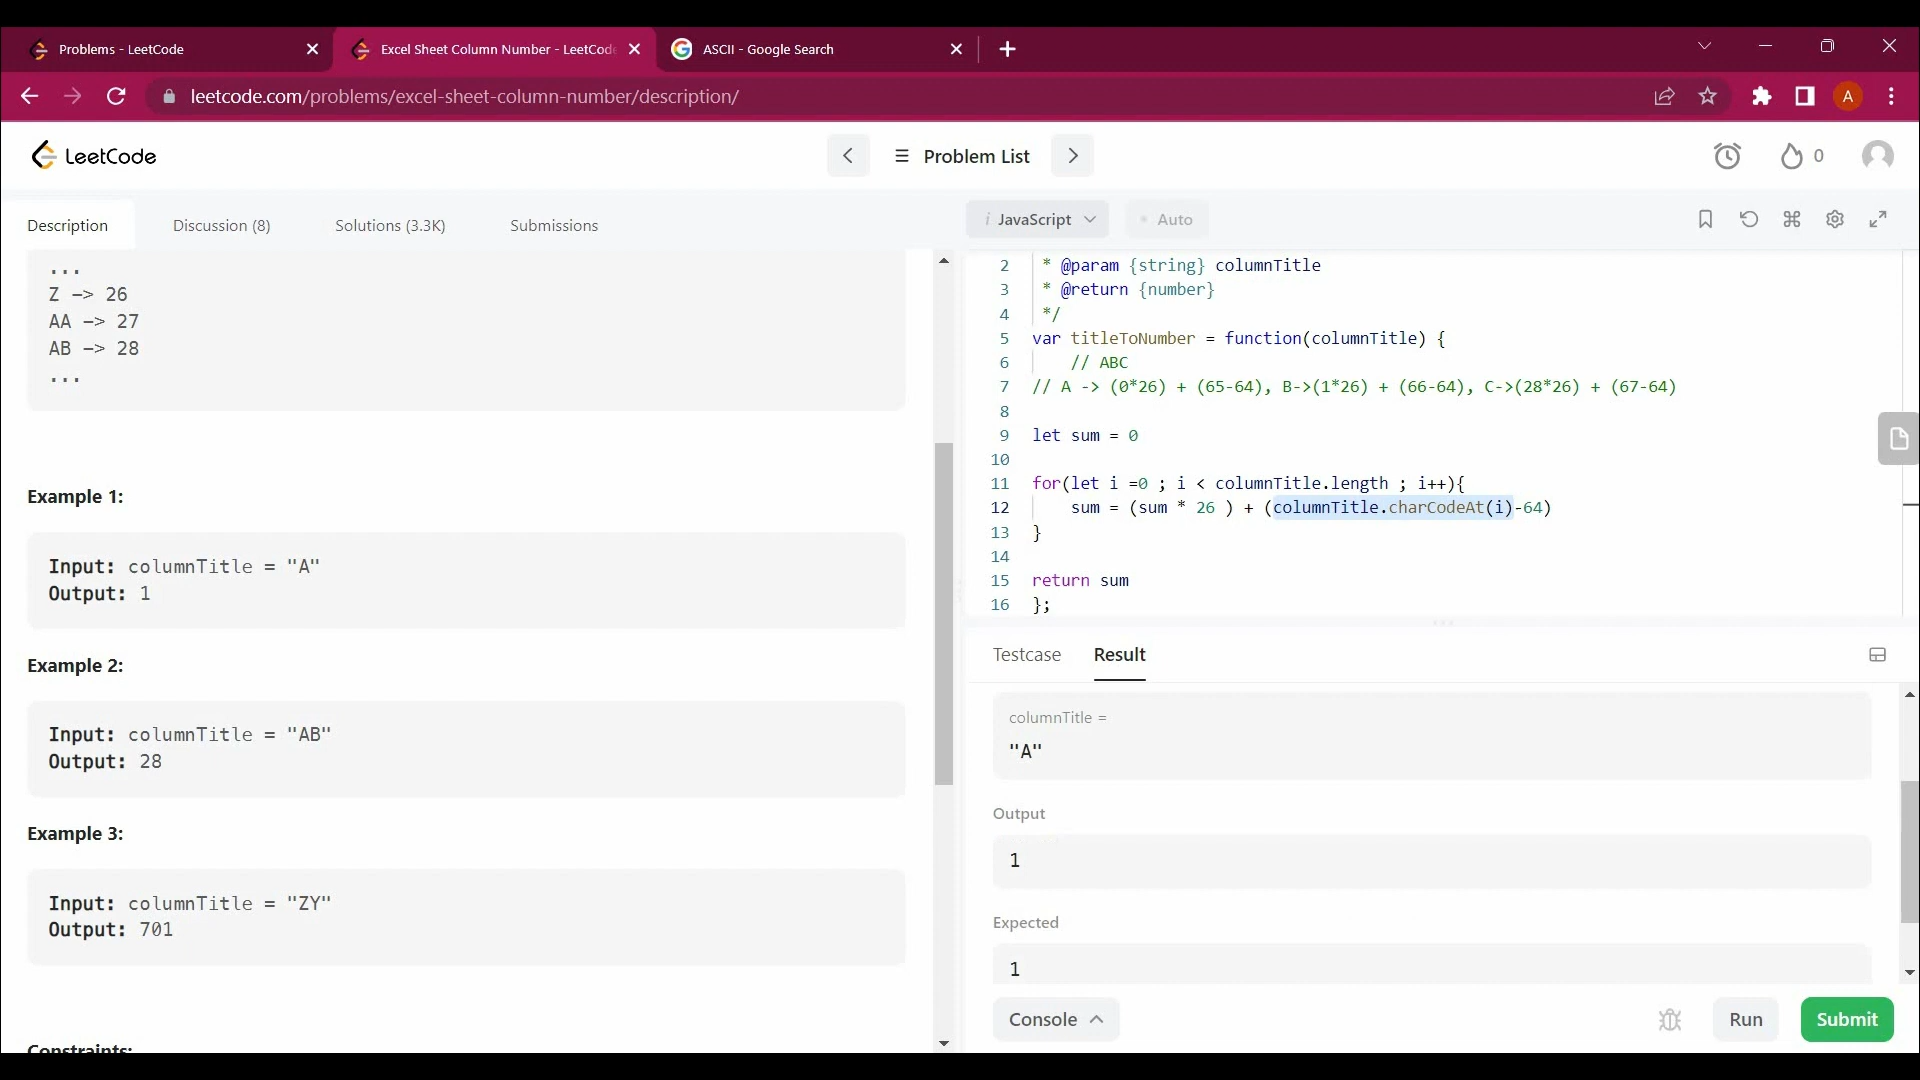 Problems - LeetCode
Excel Sheet Column Number - LeetCode
ASCII - Google Search
leetcode.com/problems/excel-sheet-column-number/description/
A
LeetCode
Problem List
0
Description
Discussion (8)
Solutions (3.3K)
Submissions
i JavaScript
Auto
...
Z -> 26
AA -> 27
AB -> 28
...
Example 1:
Input: columnTitle = "A"
Output: 1
Example 2:
Input: columnTitle = "AB"
Output: 28
Example 3:
Input: columnTitle = "ZY"
Output: 701
Constraints:
2 * @param {string} columnTitle
3 * @return {number}
4 */
5 var titleToNumber = function(columnTitle) {
6 // ABC
7 // A -> (0*26) + (65-64), B->(1*26) + (66-64), C->(28*26) + (67-64)
8
9 let sum = 0
10
11 for(let i =0 ; i < columnTitle.length ; i++){
12 sum = (sum * 26 ) + (columnTitle.charCodeAt(i)-64)
13 }
14
15 return sum
16 };
Testcase
Result
columnTitle =
"A"
Output
1
Expected
1
Console
Run
Submit